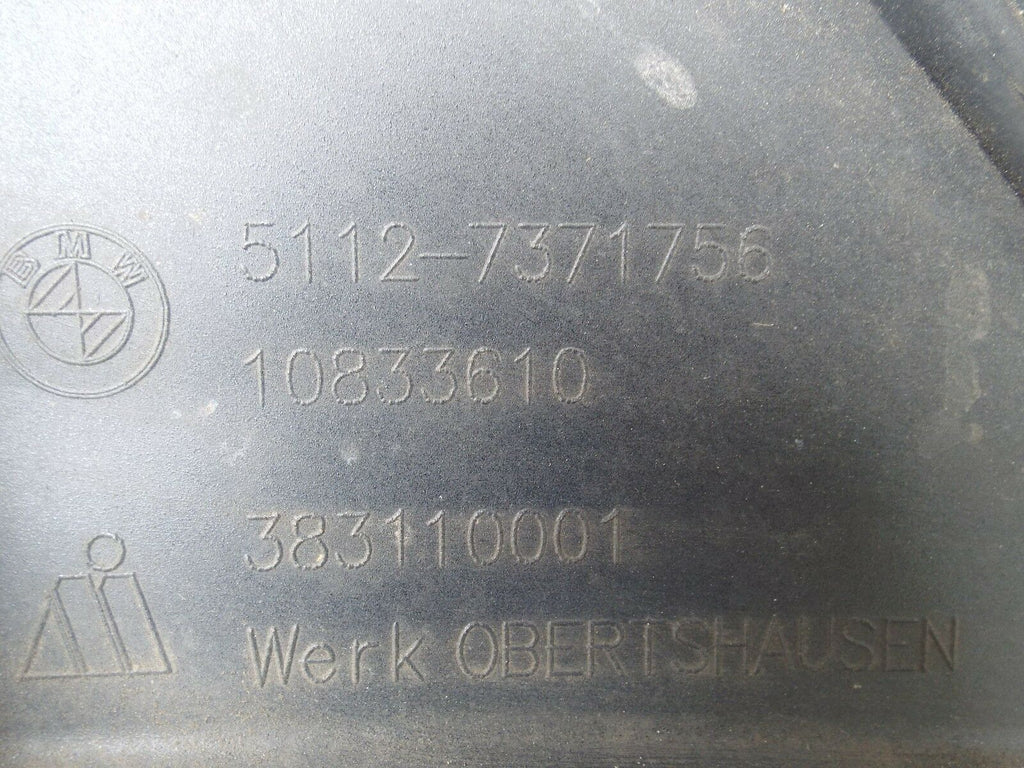 BMW
5112-7371756
10833610
383110001
Werk OBERTSHAUSEN